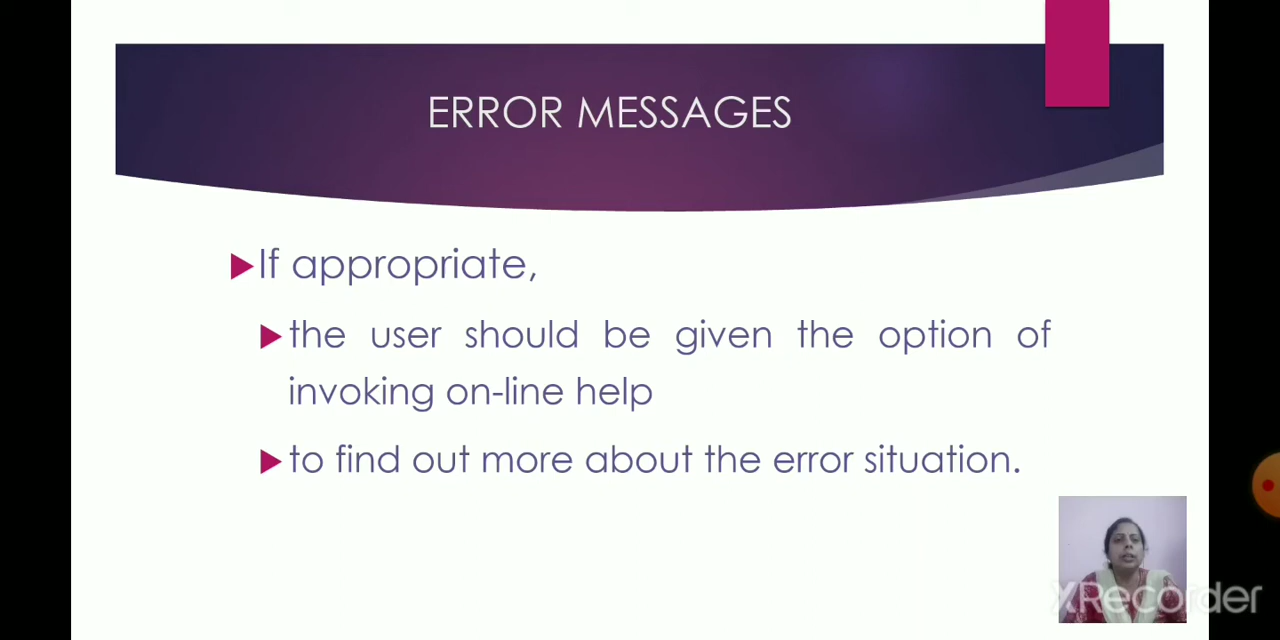 ERROR MESSAGES
If appropriate,
the user should be given the option of
invoking on-line help
to find out more about the error situation.
XRecorder